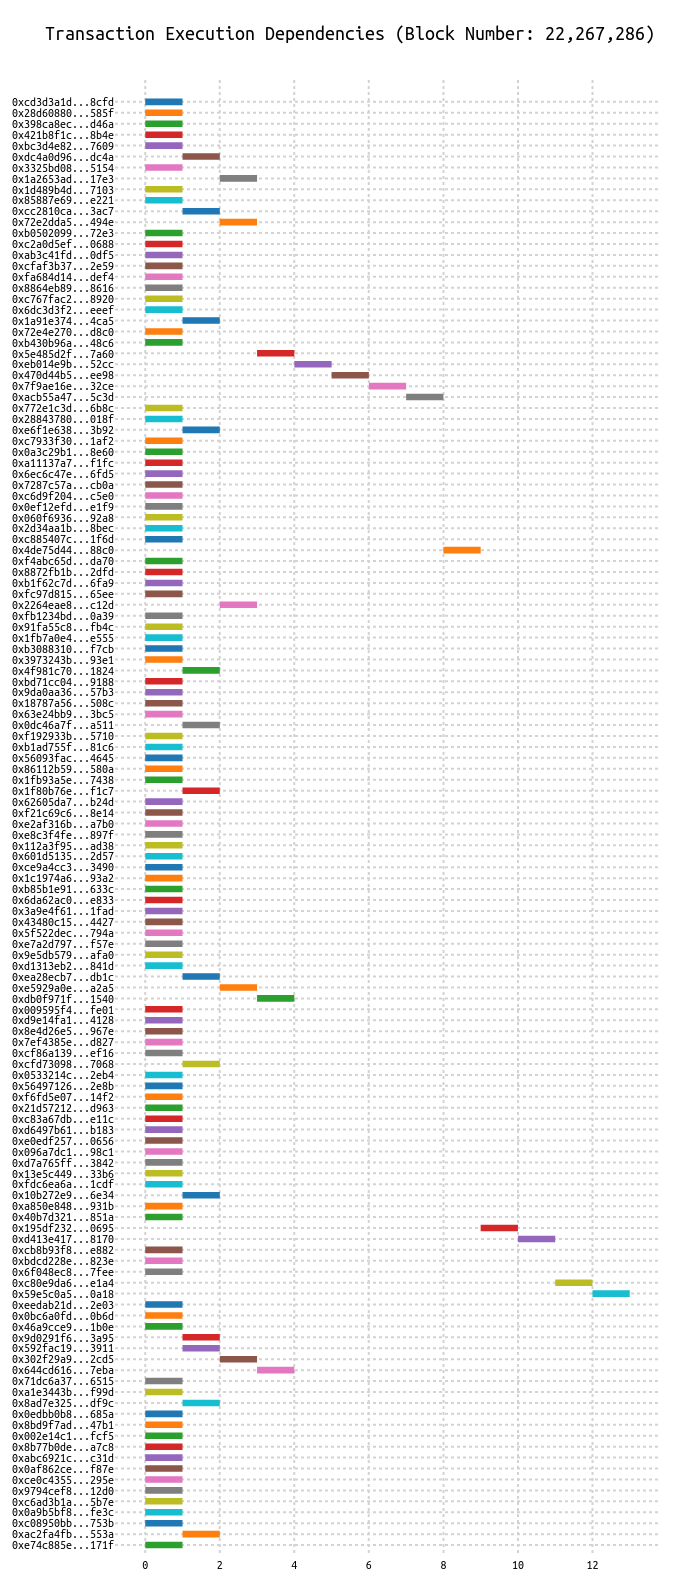 Transaction Execution Dependencies (Block Number: 22,267,286)
0xcd3d3a1d...8cfd
0x28d60880...585f
0x398ca8ec...d46a
0x421b8f1c...8b4e
0xbc3d4e82...7609
0xdc4a0d96...dc4a
0x3325bd08...5154
0x1a2653ad...17e3
0x1d489b4d...7103
0x85887e69...e221
0xcc2810ca...3ac7
0x72e2dda5...494e
0xb0502099...72e3
0xc2a0d5ef...0688
0xab3c41fd...0df5
0xcfaf3b37...2e59
0xfa684d14...def4
0x8864eb89...8616
0xc767fac2...8920
0x6dc3d3f2...eeef
0x1a91e374...4ca5
0x72e4e270...d8c0
0xb430b96a...48c6
0x5e485d2f...7a60
0xeb014e9b...52cc
0x470d44b5...ee98
0x7f9ae16e...32ce
0xacb55a47...5c3d
0x772e1c3d...6b8c
0x28843780...018f
0xe6f1e638...3b92
0xc7933f30...1af2
0x0a3c29b1...8e60
0xa11137a7...f1fc
0x6ec6c47e...6fd5
0x7287c57a...cb0a
0xc6d9f204...c5e0
0x0ef12efd...e1f9
0x060f6936...92a8
0x2d34aa1b...8bec
0xc885407c...1f6d
0x4de75d44...88c0
0xf4abc65d...da70
0x8872fb1b...2dfd
0xb1f62c7d...6fa9
0xfc97d815...65ee
0x2264eae8...c12d
0xfb1234bd...0a39
0x91fa55c8...fb4c
0x1fb7a0e4...e555
0xb3088310...f7cb
0x3973243b...93e1
0x4f981c70...1824
0xbd71cc04...9188
0x9da0aa36...57b3
0x18787a56...508c
0x63e24bb9...3bc5
0x0dc46a7f...a511
0xf192933b...5710
0xb1ad755f...81c6
0x56093fac...4645
0x86112b59...580a
0x1fb93a5e...7438
0x1f80b76e...f1c7
0x62605da7...b24d
0xf21c69c6...8e14
0xe2af316b...a7b0
0xe8c3f4fe...897f
0x112a3f95...ad38
0x601d5135...2d57
0xce9a4cc3...3490
0x1c1974a6...93a2
0xb85b1e91...633c
0x6da62ac0...e833
0x3a9e4f61...1fad
0x43480c15...4427
0x5f522dec...794a
0xe7a2d797...f57e
0x9e5db579...afa0
0xd1313eb2...841d
0xea28ecb7...db1c
0xe5929a0e...a2a5
0xdb0f971f...1540
0x009595f4...fe01
0xd9e14fa1...4128
0x8e4d26e5...967e
0x7ef4385e...d827
0xcf86a139...ef16
0xcfd73098...7068
0x0533214c...2eb4
0x56497126...2e8b
0xf6fd5e07...14f2
0x21d57212...d963
0xc83a67db...e11c
0xd6497b61...b183
0xe0edf257...0656
0x096a7dc1...98c1
0xd7a765ff...3842
0x13e5c449...33b6
0xfdc6ea6a...1cdf
0x10b272e9...6e34
0xa850e848...931b
0x40b7d321...851a
0x195df232...0695
0xd413e417...8170
0xcb8b93f8...e882
0xbdcd228e...823e
0x6f048ec8...7fee
0xc80e9da6...e1a4
0x59e5c0a5...0a18
0xeedab21d...2e03
0x0bc6a0fd...0b6d
0x46a9cce9...1b0e
0x9d0291f6...3a95
0x592fac19...3911
0x302f29a9...2cd5
0x644cd616...7eba
0x71dc6a37...6515
0xa1e3443b...f99d
0x8ad7e325...df9c
0x0edbb0b8...685a
0x8bd9f7ad...47b1
0x002e14c1...fcf5
0x8b77b0de...a7c8
0xabc6921c...c31d
0x0af862ce...f87e
0xce0c4355...295e
0x9794cef8...12d0
0xc6ad3b1a...5b7e
0x0a9b5bf8...fe3c
0xc08950bb...753b
0xac2fa4fb...553a
0xe74c885e...171f
0 2 4 6 8 10 12